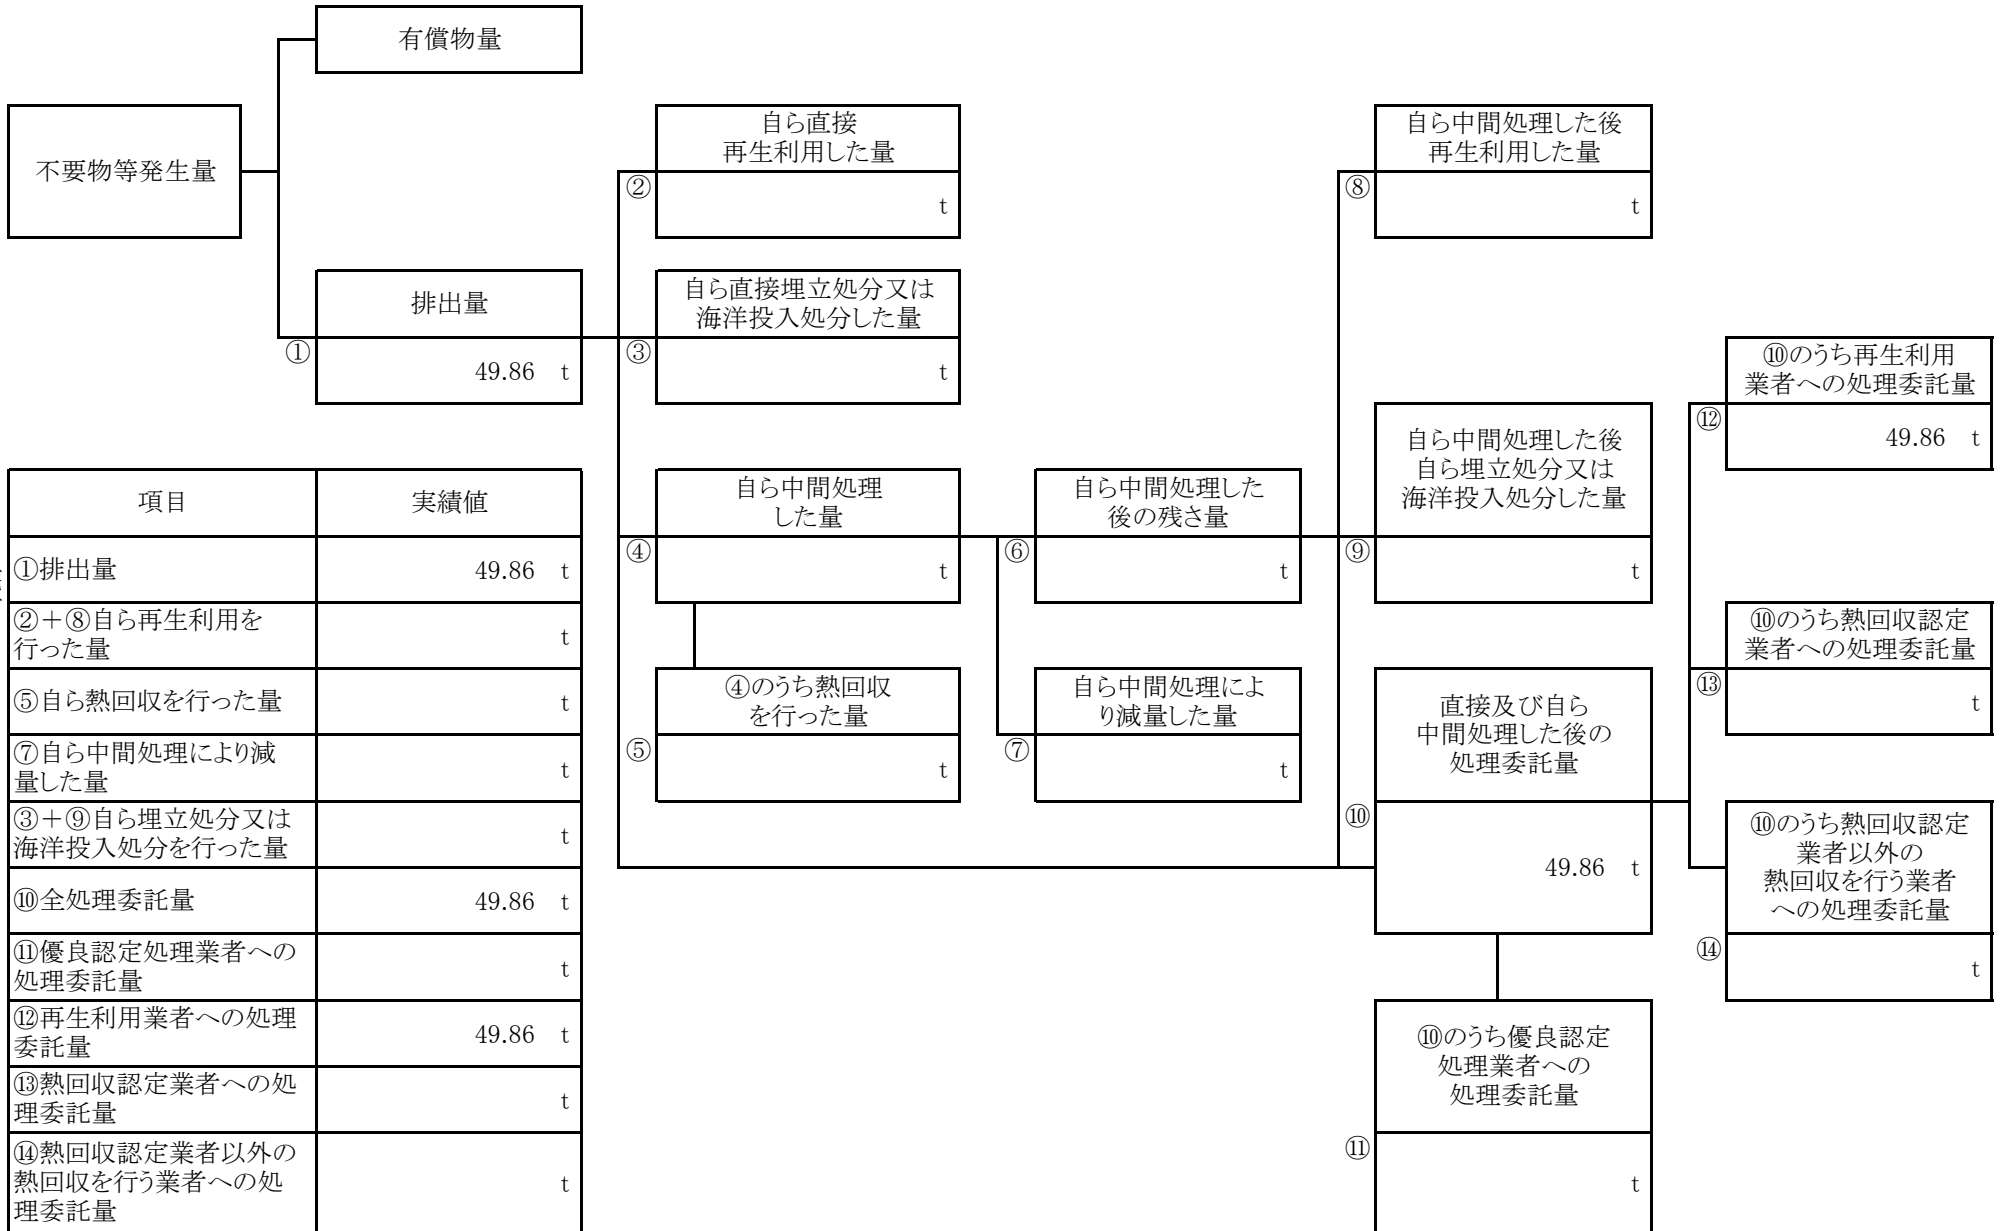 有償物量
不要物等発生量
自ら直接
再生利用した量
②
t
自ら中間処理した後
再生利用した量
⑧
t
排出量
①
49.86 t
自ら直接埋立処分又は
海洋投入処分した量
③
t
⑩のうち再生利用
業者への処理委託量
⑫
49.86 t
自ら中間処理
した量
④
t
自ら中間処理した
後の残さ量
⑥
t
自ら中間処理した後
自ら埋立処分又は
海洋投入処分した量
⑨
t
⑩のうち熱回収認定
業者への処理委託量
⑬
t
④のうち熱回収
を行った量
⑤
t
自ら中間処理によ
り減量した量
⑦
t
直接及び自ら
中間処理した後の
処理委託量
⑩
49.86 t
⑩のうち熱回収認定
業者以外の
熱回収を行う業者
への処理委託量
⑭
t
⑩のうち優良認定
処理業者への
処理委託量
⑪
t
項目 実績値
①排出量 49.86 t
②＋⑧自ら再生利用を
行った量 t
⑤自ら熱回収を行った量 t
⑦自ら中間処理により減
量した量 t
③＋⑨自ら埋立処分又は
海洋投入処分を行った量 t
⑩全処理委託量 49.86 t
⑪優良認定処理業者への
処理委託量 t
⑫再生利用業者への処理
委託量 49.86 t
⑬熱回収認定業者への処
理委託量 t
⑭熱回収認定業者以外の
熱回収を行う業者への処
理委託量 t